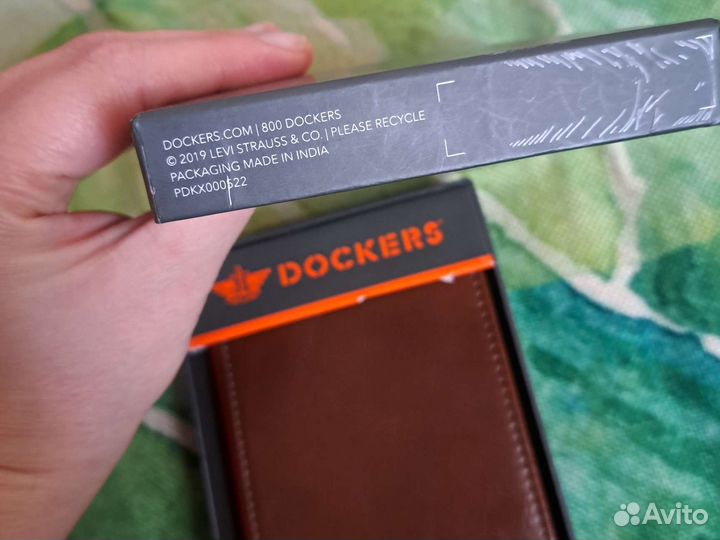 DOCKERS.COM | 800 DOCKERS
© 2019 LEVI STRAUSS & CO. | PLEASE RECYCLE
PACKAGING MADE IN INDIA
PDKX000522
DOCKERS
Avito